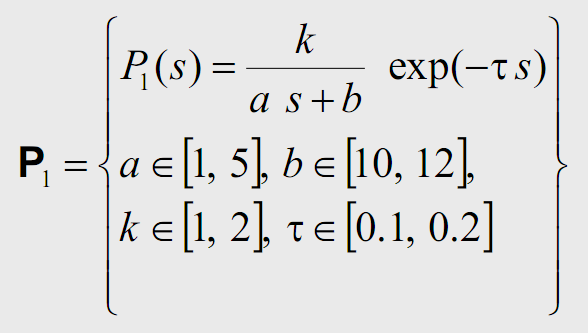 P₁(s) = k / (a s + b) exp(−τ s)
P₁ = { a ∈ [1, 5], b ∈ [10, 12],
k ∈ [1, 2], τ ∈ [0.1, 0.2] }